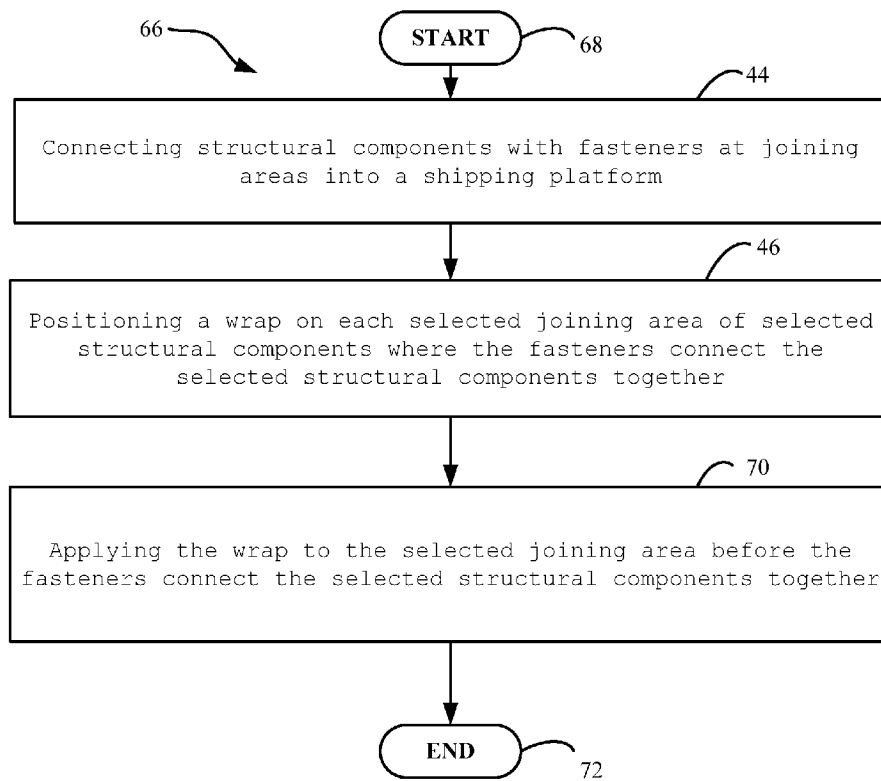 66
START
68
44
Connecting structural components with fasteners at joining
areas into a shipping platform
46
Positioning a wrap on each selected joining area of selected
structural components where the fasteners connect the
selected structural components together
70
Applying the wrap to the selected joining area before the
fasteners connect the selected structural components together
END
72